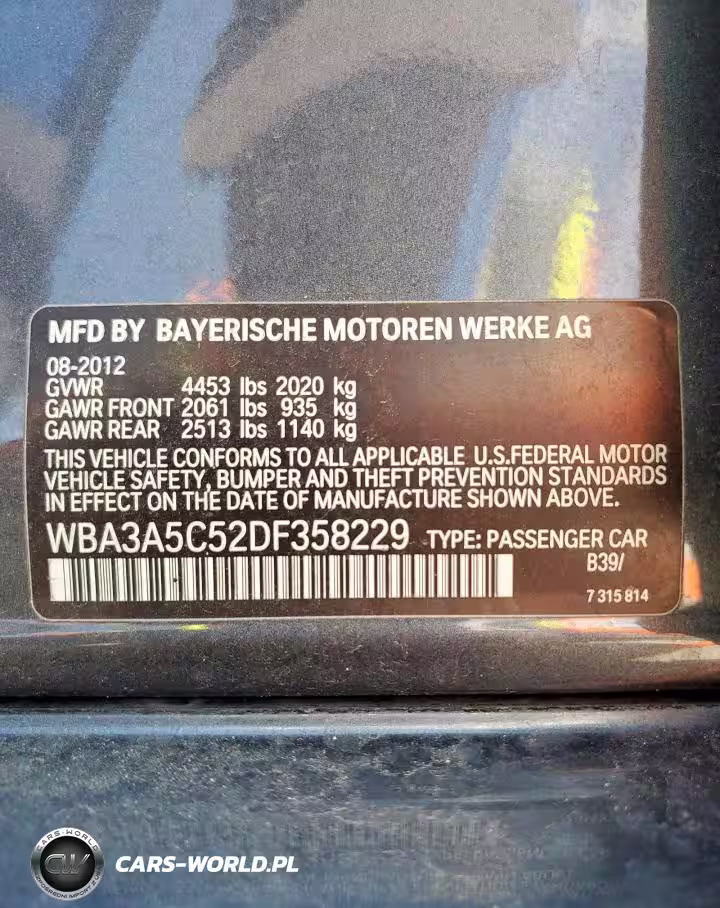 MFD BY BAYERISCHE MOTOREN WERKE AG
08-2012
GVWR 4453 lbs 2020 kg
GAWR FRONT 2061 lbs 935 kg
GAWR REAR 2513 lbs 1140 kg
THIS VEHICLE CONFORMS TO ALL APPLICABLE U.S.FEDERAL MOTOR
VEHICLE SAFETY, BUMPER AND THEFT PREVENTION STANDARDS
IN EFFECT ON THE DATE OF MANUFACTURE SHOWN ABOVE.
WBA3A5C52DF358229 TYPE: PASSENGER CAR
B39/
7 315 814
CARS-WORLD
CW
CARS-WORLD.PL